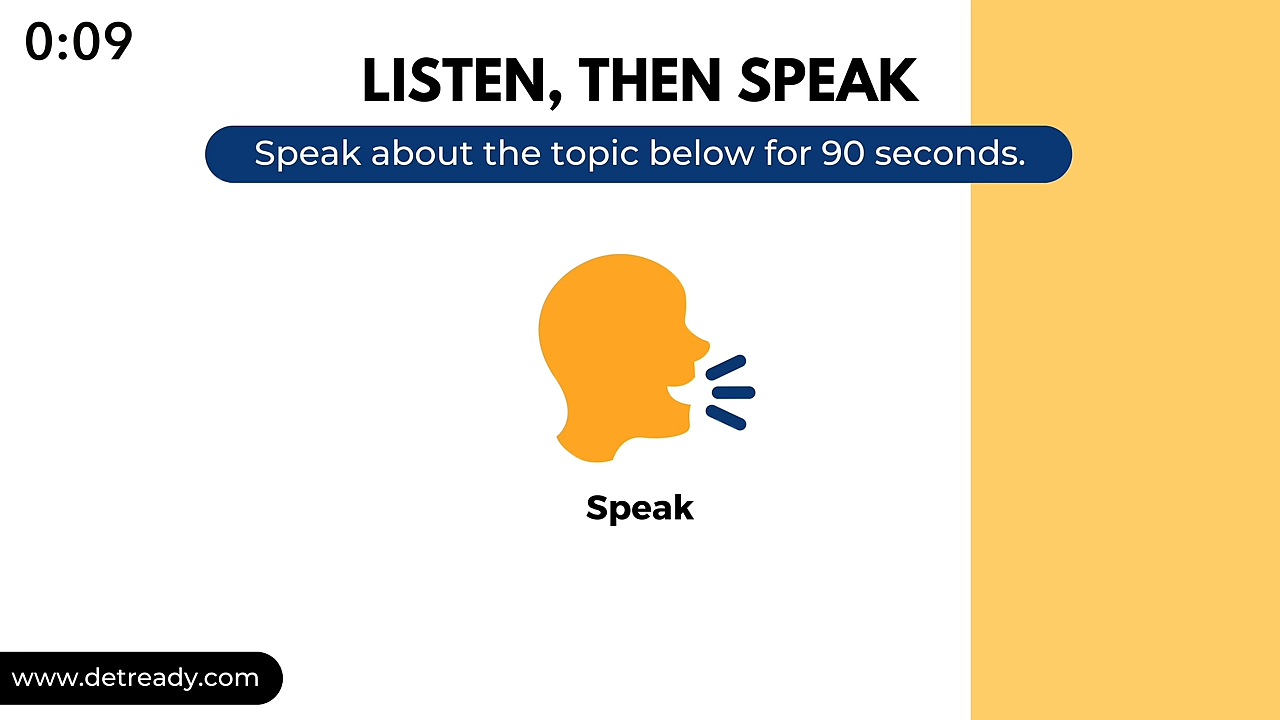 0:09
LISTEN, THEN SPEAK
Speak about the topic below for 90 seconds.
Speak
www.detready.com